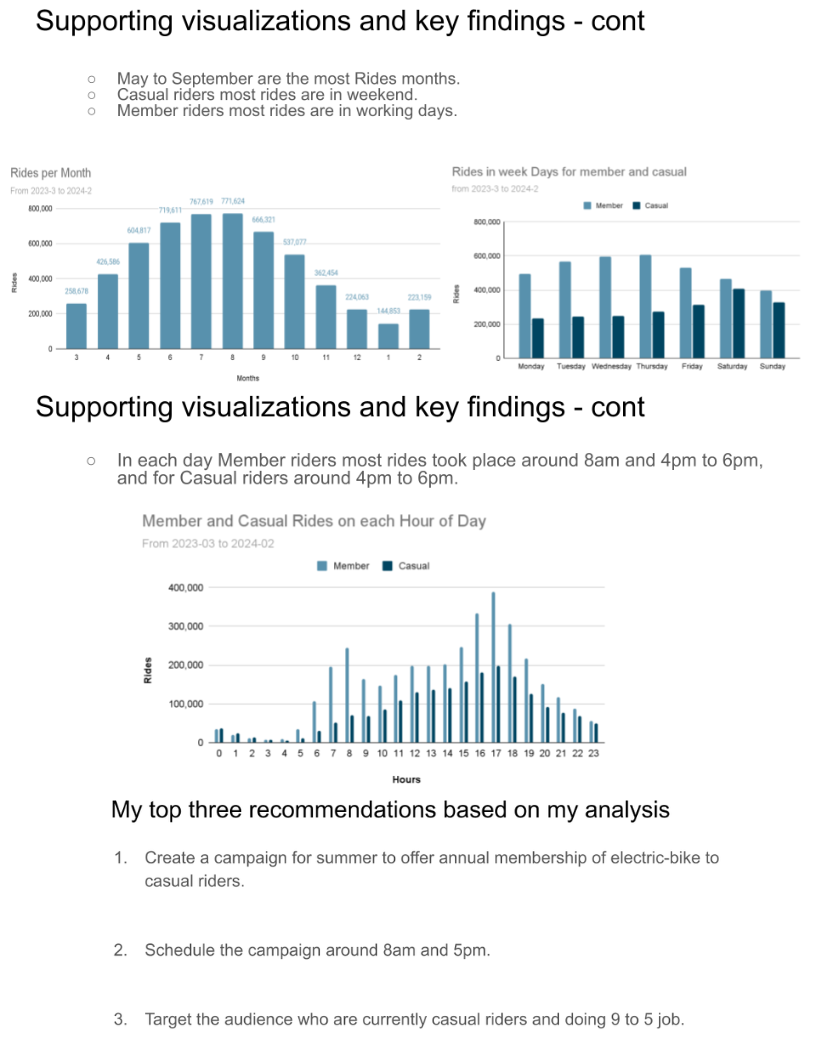 Supporting visualizations and key findings - cont
○ May to September are the most Rides months.
○ Casual riders most rides are in weekend.
○ Member riders most rides are in working days.
Rides per Month
From 2023-3 to 2024-2
800,000
600,000
400,000
200,000
0
Rides
258,678
426,586
604,817
719,611
767,619
771,624
666,321
537,077
362,454
224,063
144,853
223,159
3 4 5 6 7 8 9 10 11 12 1 2
Months
Rides in week Days for member and casual
from 2023-3 to 2024-2
Member Casual
800,000
600,000
400,000
200,000
0
Rides
Monday Tuesday Wednesday Thursday Friday Saturday Sunday
Supporting visualizations and key findings - cont
○ In each day Member riders most rides took place around 8am and 4pm to 6pm,
and for Casual riders around 4pm to 6pm.
Member and Casual Rides on each Hour of Day
From 2023-03 to 2024-02
Member Casual
400,000
300,000
200,000
100,000
0
Rides
0 1 2 3 4 5 6 7 8 9 10 11 12 13 14 15 16 17 18 19 20 21 22 23
Hours
My top three recommendations based on my analysis
1. Create a campaign for summer to offer annual membership of electric-bike to
casual riders.
2. Schedule the campaign around 8am and 5pm.
3. Target the audience who are currently casual riders and doing 9 to 5 job.